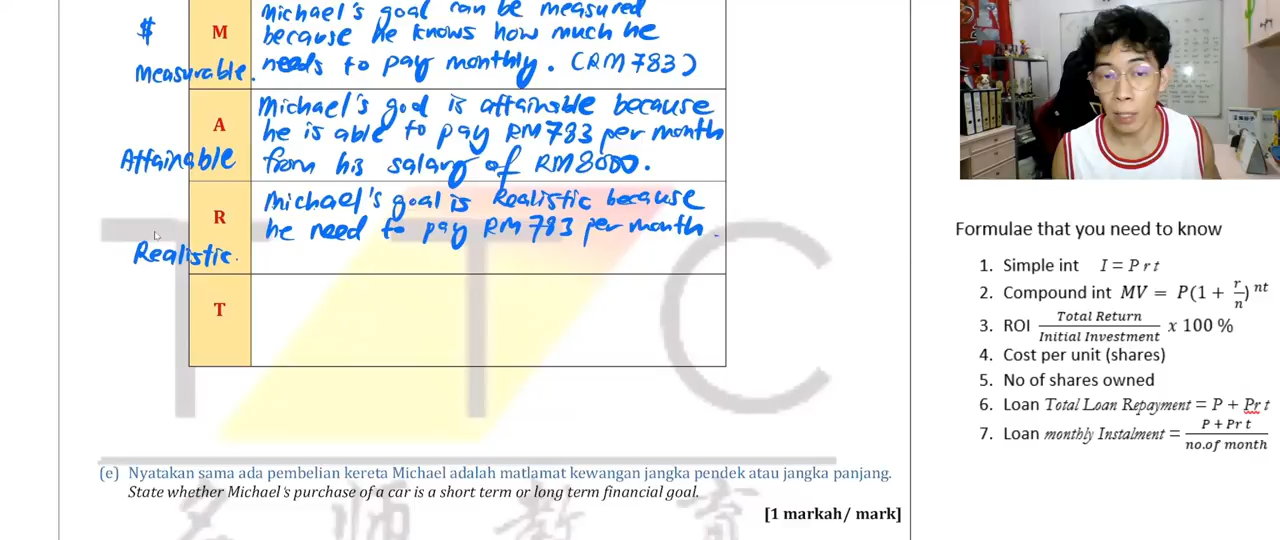 Michael's goal can be measured
because he knows how much he
needs to pay monthly. (RM783)
$
M
Measurable.
Michael's goal is attainable because
he is able to pay RM783 per month
from his salary of RM8000.
A
Attainable
Michael's goal is Realistic because
he need to pay RM783 per month.
R
Realistic.
T
TTC
(e) Nyatakan sama ada pembelian kereta Michael adalah matlamat kewangan jangka pendek atau jangka panjang.
State whether Michael's purchase of a car is a short term or long term financial goal.
[1 markah/ mark]
Formulae that you need to know
1. Simple int I = P r t
2. Compound int MV = P(1 + r/n) nt
3. ROI Total Return / Initial Investment x 100 %
4. Cost per unit (shares)
5. No of shares owned
6. Loan Total Loan Repayment = P + Pr t
7. Loan monthly Instalment = P + Pr t / no.of month